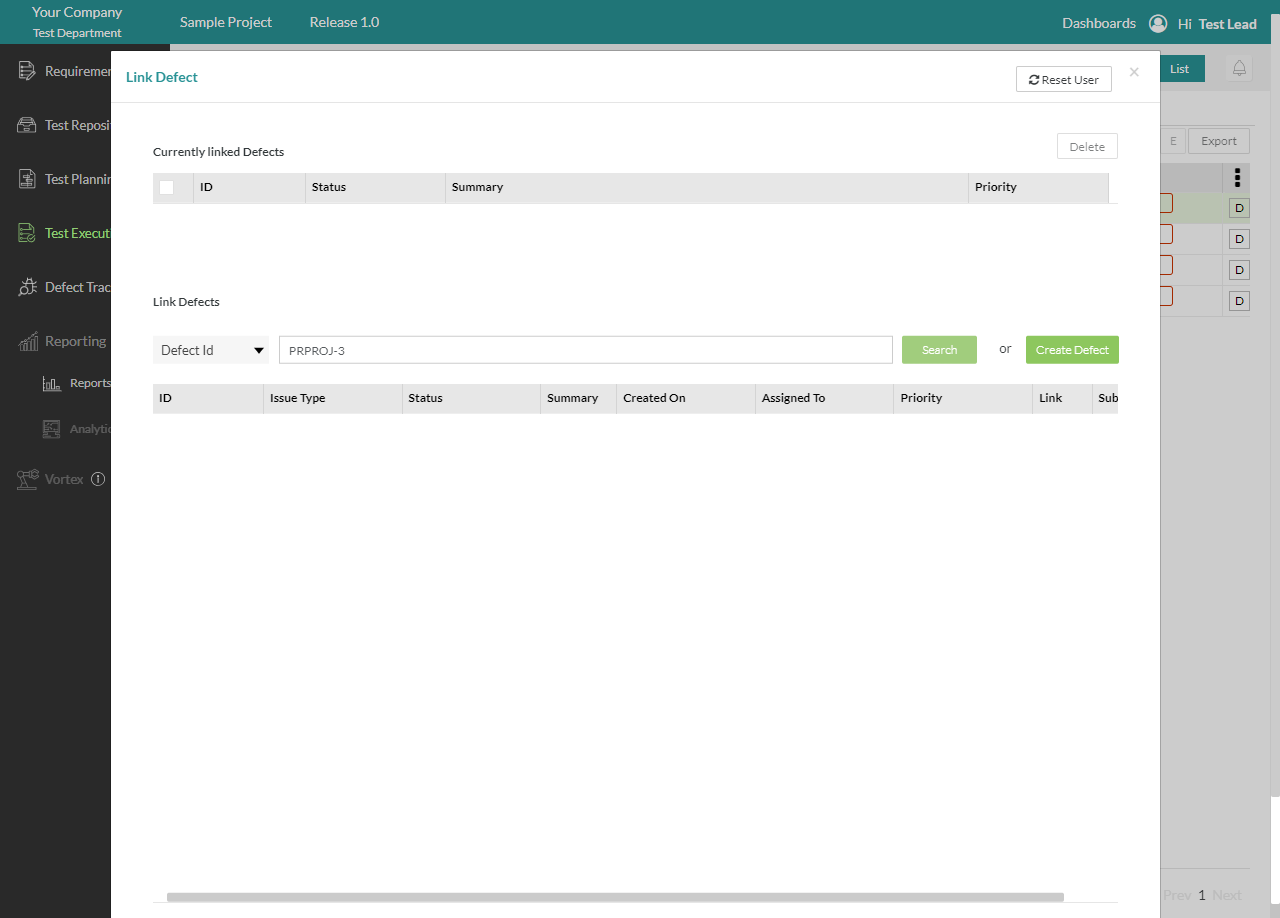 Your Company
Test Department
Sample Project
Release 1.0
Dashboards
Hi Test Lead
Requiremen
Test Reposi
Test Plannin
Test Executi
Defect Trac
Reporting
Reports
Analytic
Vortex
Link Defect
Reset User
×
List
Currently linked Defects
Delete
E
Export
ID Status Summary Priority
D
D
D
D
Link Defects
Defect Id
PRPROJ-3
Search
or
Create Defect
ID Issue Type Status Summary Created On Assigned To Priority Link Sub
Prev 1 Next